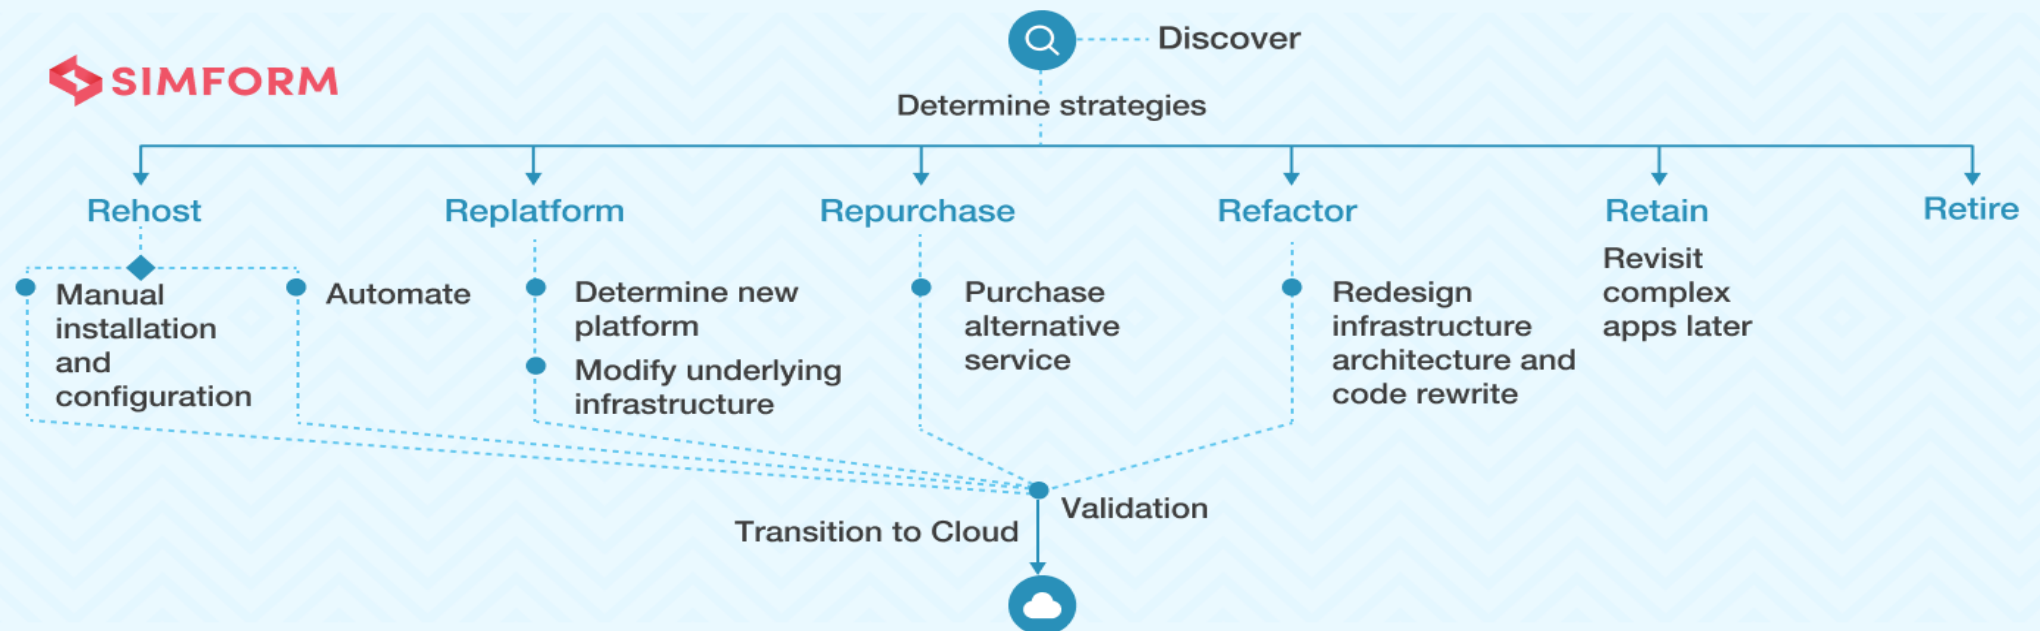 Discover
SIMFORM
Determine strategies
Rehost
Replatform
Repurchase
Refactor
Retain
Retire
Manual
installation
and
configuration
Automate
Determine new
platform
Modify underlying
infrastructure
Purchase
alternative
service
Redesign
infrastructure
architecture and
code rewrite
Revisit
complex
apps later
Validation
Transition to Cloud